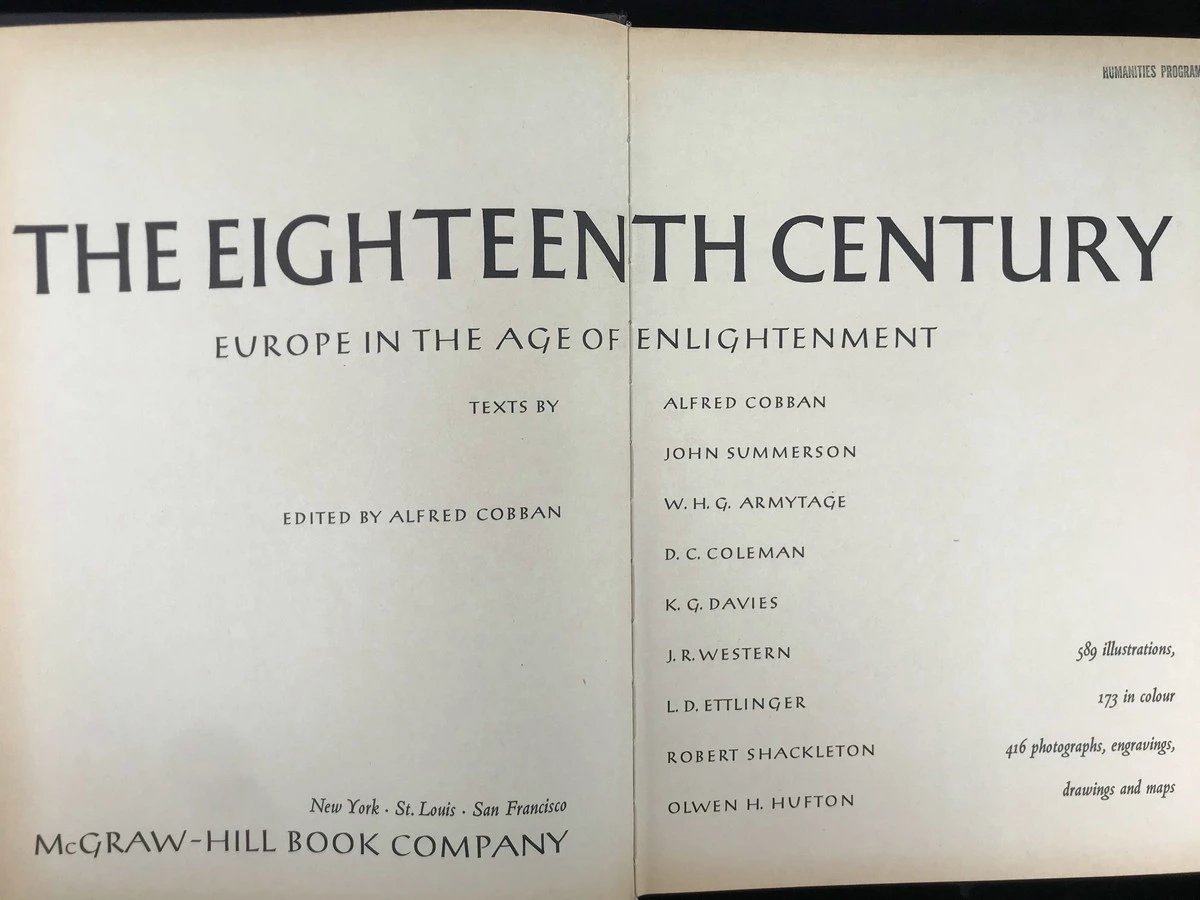 HUMANITIES PROGRAM
THE EIGHTEENTH CENTURY
EUROPE IN THE AGE OF ENLIGHTENMENT
TEXTS BY
ALFRED COBBAN
JOHN SUMMERSON
W. H. G. ARMYTAGE
D. C. COLEMAN
K. G. DAVIES
J. R. WESTERN
L. D. ETTLINGER
ROBERT SHACKLETON
OLWEN H. HUFTON
EDITED BY ALFRED COBBAN
589 illustrations,
173 in colour
416 photographs, engravings,
drawings and maps
New York · St. Louis · San Francisco
McGRAW-HILL BOOK COMPANY